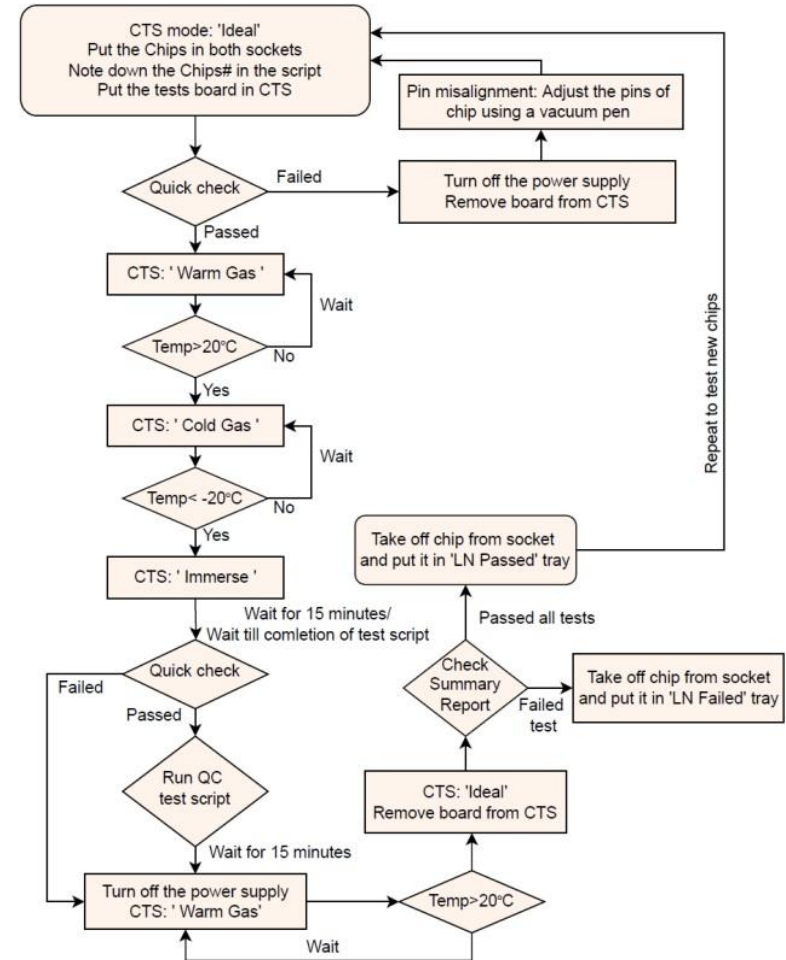 CTS mode: 'Ideal'
Put the Chips in both sockets
Note down the Chips# in the script
Put the tests board in CTS
Pin misalignment: Adjust the pins of
chip using a vacuum pen
Quick check
Failed
Turn off the power supply
Remove board from CTS
Passed
CTS: ' Warm Gas '
Wait
Temp>20°C
No
Yes
CTS: ' Cold Gas '
Wait
Temp< -20°C
No
Yes
CTS: ' Immerse '
Wait for 15 minutes/
Wait till comletion of test script
Quick check
Failed
Passed
Run QC
test script
Wait for 15 minutes
Turn off the power supply
CTS: ' Warm Gas'
Temp>20°C
Wait
CTS: 'Ideal'
Remove board from CTS
Check
Summary
Report
Failed
test
Take off chip from socket
and put it in 'LN Failed' tray
Passed all tests
Take off chip from socket
and put it in 'LN Passed' tray
Repeat to test new chips